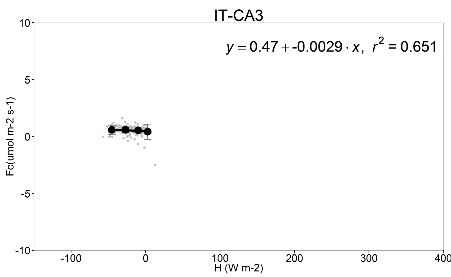 IT-CA3
10
y = 0.47 + -0.0029 · x, r² = 0.651
5
0
-5
-10
Fc(umol m-2 s-1)
-100 0 100 200 300 400
H (W m-2)